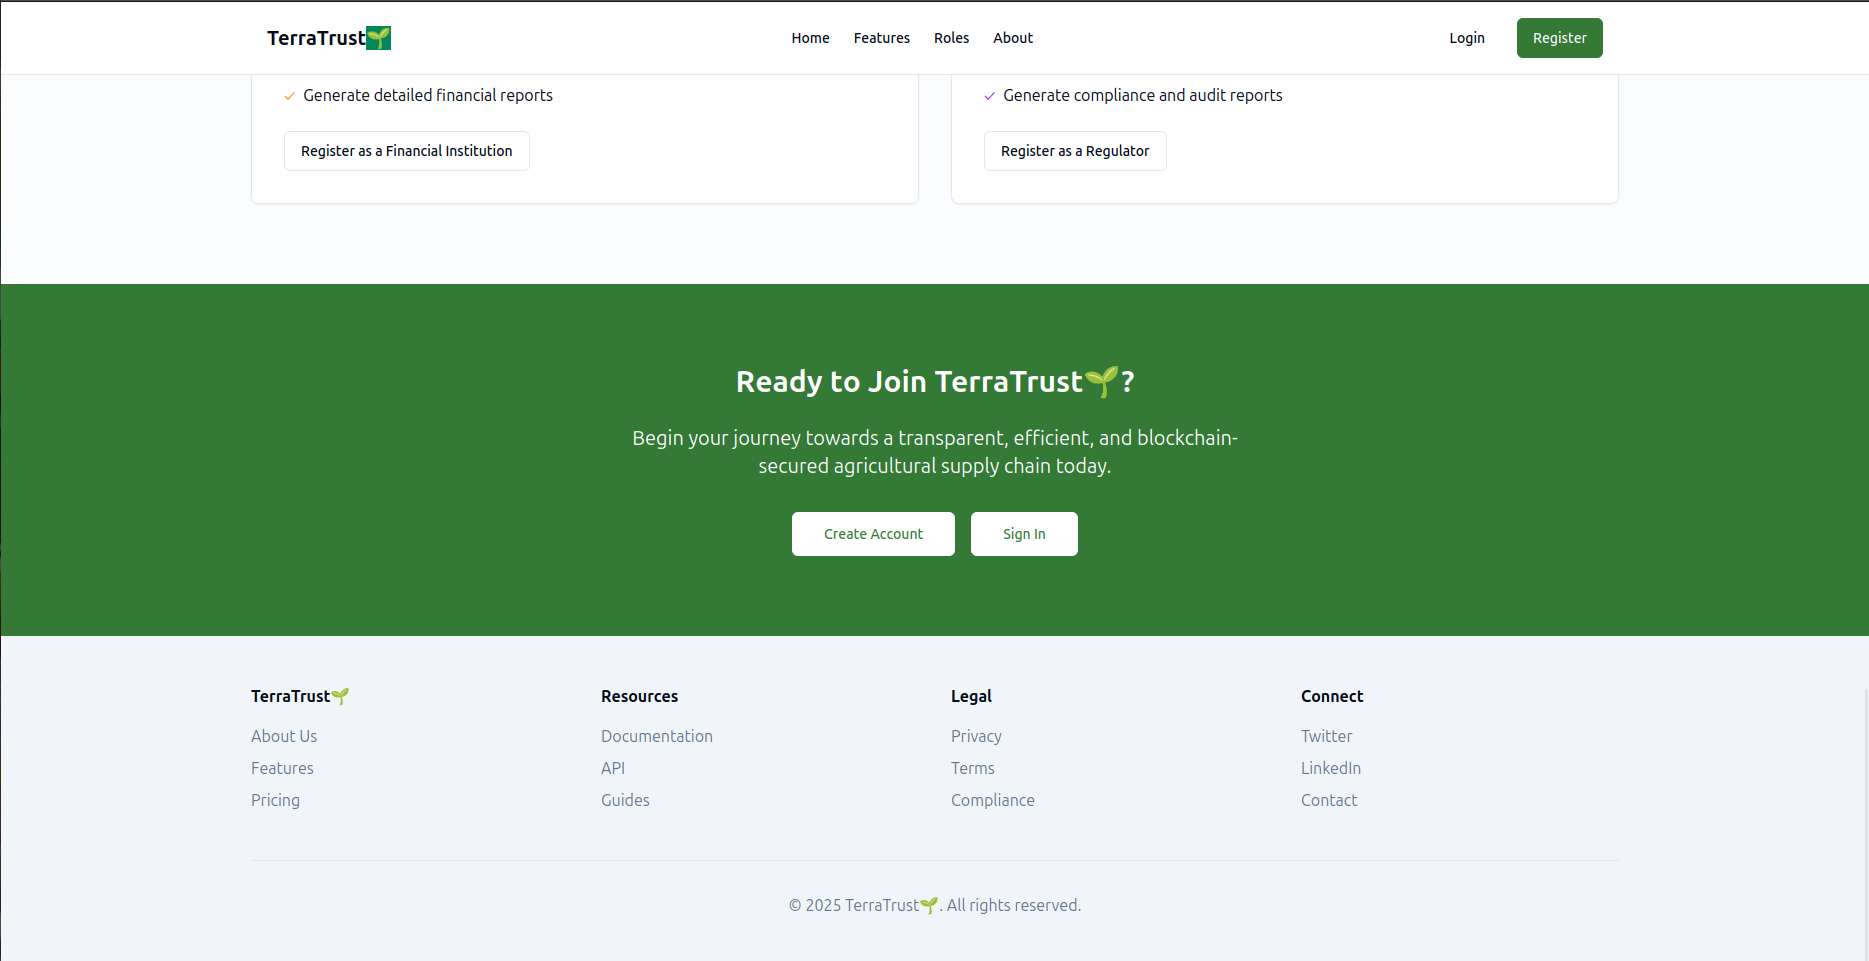 TerraTrust🌱
Home Features Roles About
Login Register
Generate detailed financial reports
Register as a Financial Institution
Generate compliance and audit reports
Register as a Regulator
Ready to Join TerraTrust🌱?
Begin your journey towards a transparent, efficient, and blockchain-
secured agricultural supply chain today.
Create Account
Sign In
TerraTrust🌱
About Us
Features
Pricing
Resources
Documentation
API
Guides
Legal
Privacy
Terms
Compliance
Connect
Twitter
LinkedIn
Contact
© 2025 TerraTrust🌱. All rights reserved.